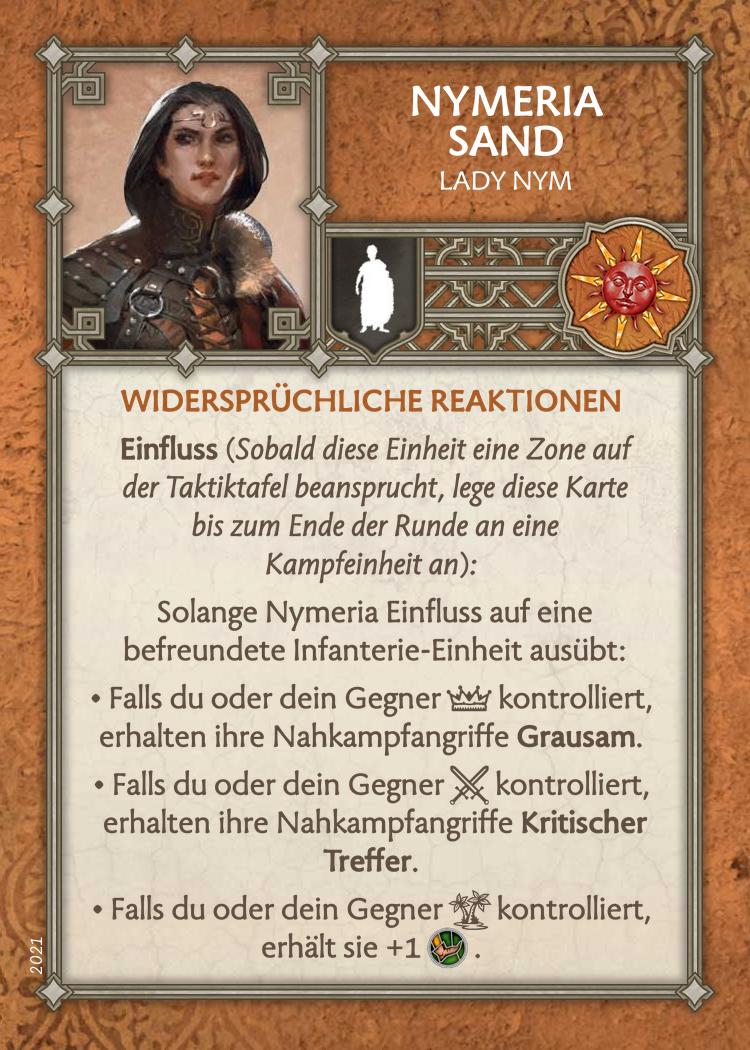 NYMERIA
SAND
LADY NYM
WIDERSPRÜCHLICHE REAKTIONEN
Einfluss (Sobald diese Einheit eine Zone auf
der Taktiktafel beansprucht, lege diese Karte
bis zum Ende der Runde an eine
Kampfeinheit an):
Solange Nymeria Einfluss auf eine
befreundete Infanterie-Einheit ausübt:
• Falls du oder dein Gegner kontrolliert,
erhalten ihre Nahkampfangriffe Grausam.
• Falls du oder dein Gegner kontrolliert,
erhalten ihre Nahkampfangriffe Kritischer
Treffer.
• Falls du oder dein Gegner kontrolliert,
erhält sie +1 .
2021